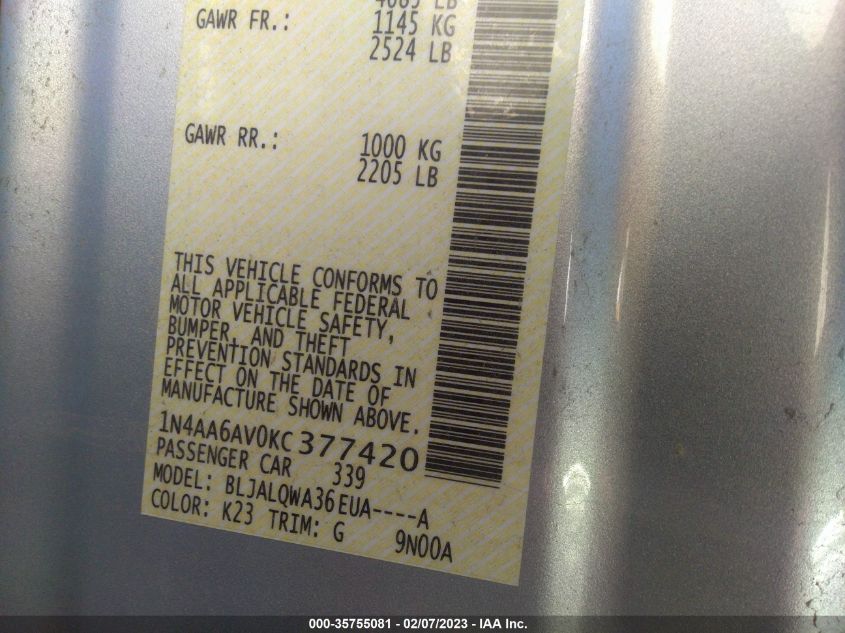 4085 LB
GAWR FR.: 1145 KG
2524 LB
GAWR RR.: 1000 KG
2205 LB
THIS VEHICLE CONFORMS TO
ALL APPLICABLE FEDERAL
MOTOR VEHICLE SAFETY,
BUMPER, AND THEFT
PREVENTION STANDARDS IN
EFFECT ON THE DATE OF
MANUFACTURE SHOWN ABOVE.
1N4AA6AV0KC377420
PASSENGER CAR 339
MODEL: BLJALQWA36EUA----A
COLOR: K23 TRIM: G 9N00A
000-35755081 - 02/07/2023 - IAA Inc.